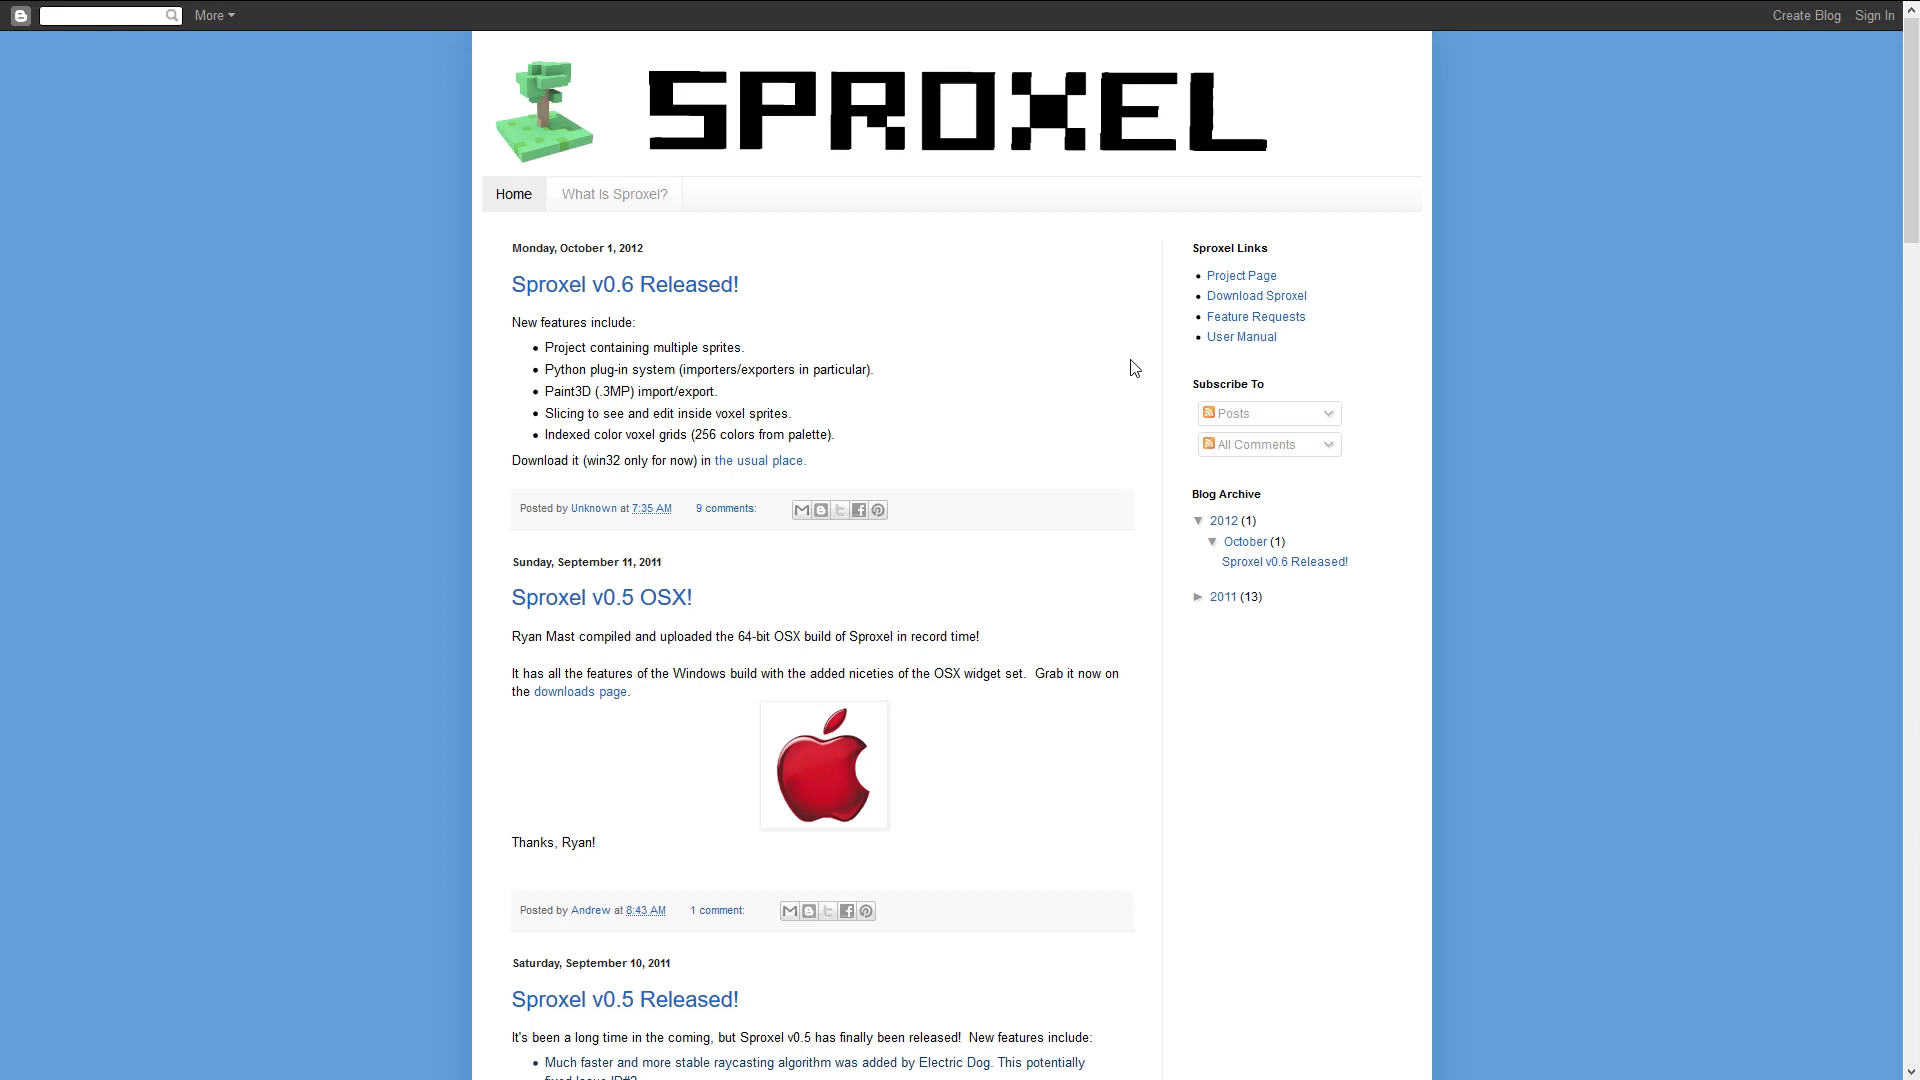 More
Create Blog
Sign In
SPROXEL
Home
What Is Sproxel?
Monday, October 1, 2012
Sproxel v0.6 Released!
New features include:
Project containing multiple sprites.
Python plug-in system (importers/exporters in particular).
Paint3D (.3MP) import/export.
Slicing to see and edit inside voxel sprites.
Indexed color voxel grids (256 colors from palette).
Download it (win32 only for now) in the usual place.
Posted by Unknown at 7:35 AM 9 comments:
Sunday, September 11, 2011
Sproxel v0.5 OSX!
Ryan Mast compiled and uploaded the 64-bit OSX build of Sproxel in record time!
It has all the features of the Windows build with the added niceties of the OSX widget set. Grab it now on
the downloads page.
Thanks, Ryan!
Posted by Andrew at 8:43 AM 1 comment:
Saturday, September 10, 2011
Sproxel v0.5 Released!
It's been a long time in the coming, but Sproxel v0.5 has finally been released! New features include:
Much faster and more stable raycasting algorithm was added by Electric Dog. This potentially
Sproxel Links
Project Page
Download Sproxel
Feature Requests
User Manual
Subscribe To
Posts
All Comments
Blog Archive
▼ 2012 (1)
▼ October (1)
Sproxel v0.6 Released!
► 2011 (13)